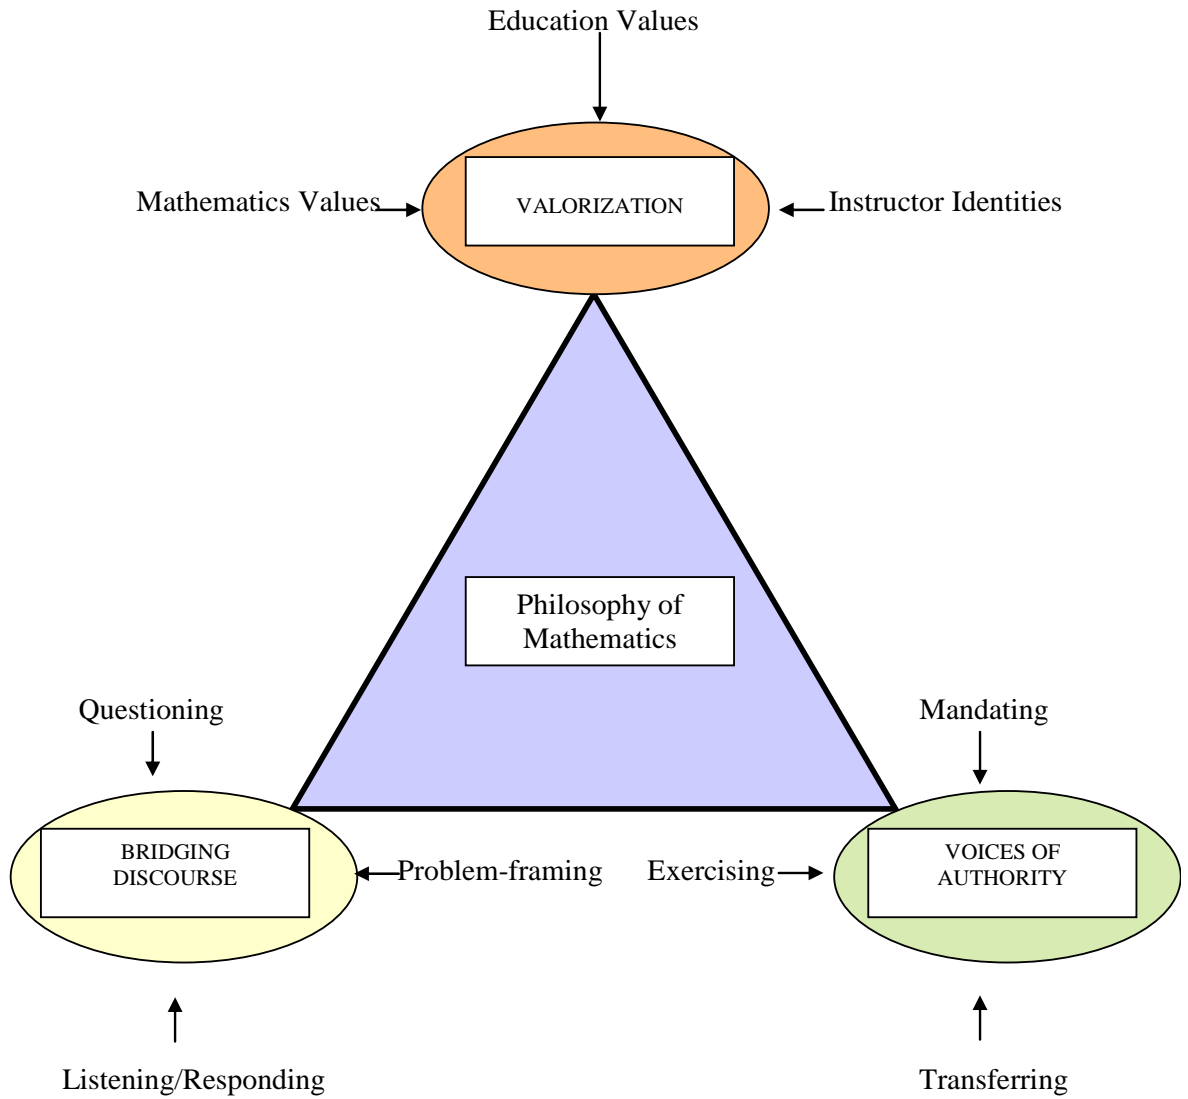 Education Values
Mathematics Values
VALORIZATION
Instructor Identities
Philosophy of
Mathematics
Questioning
Mandating
BRIDGING
DISCOURSE
Problem-framing
Exercising
VOICES OF
AUTHORITY
Listening/Responding
Transferring